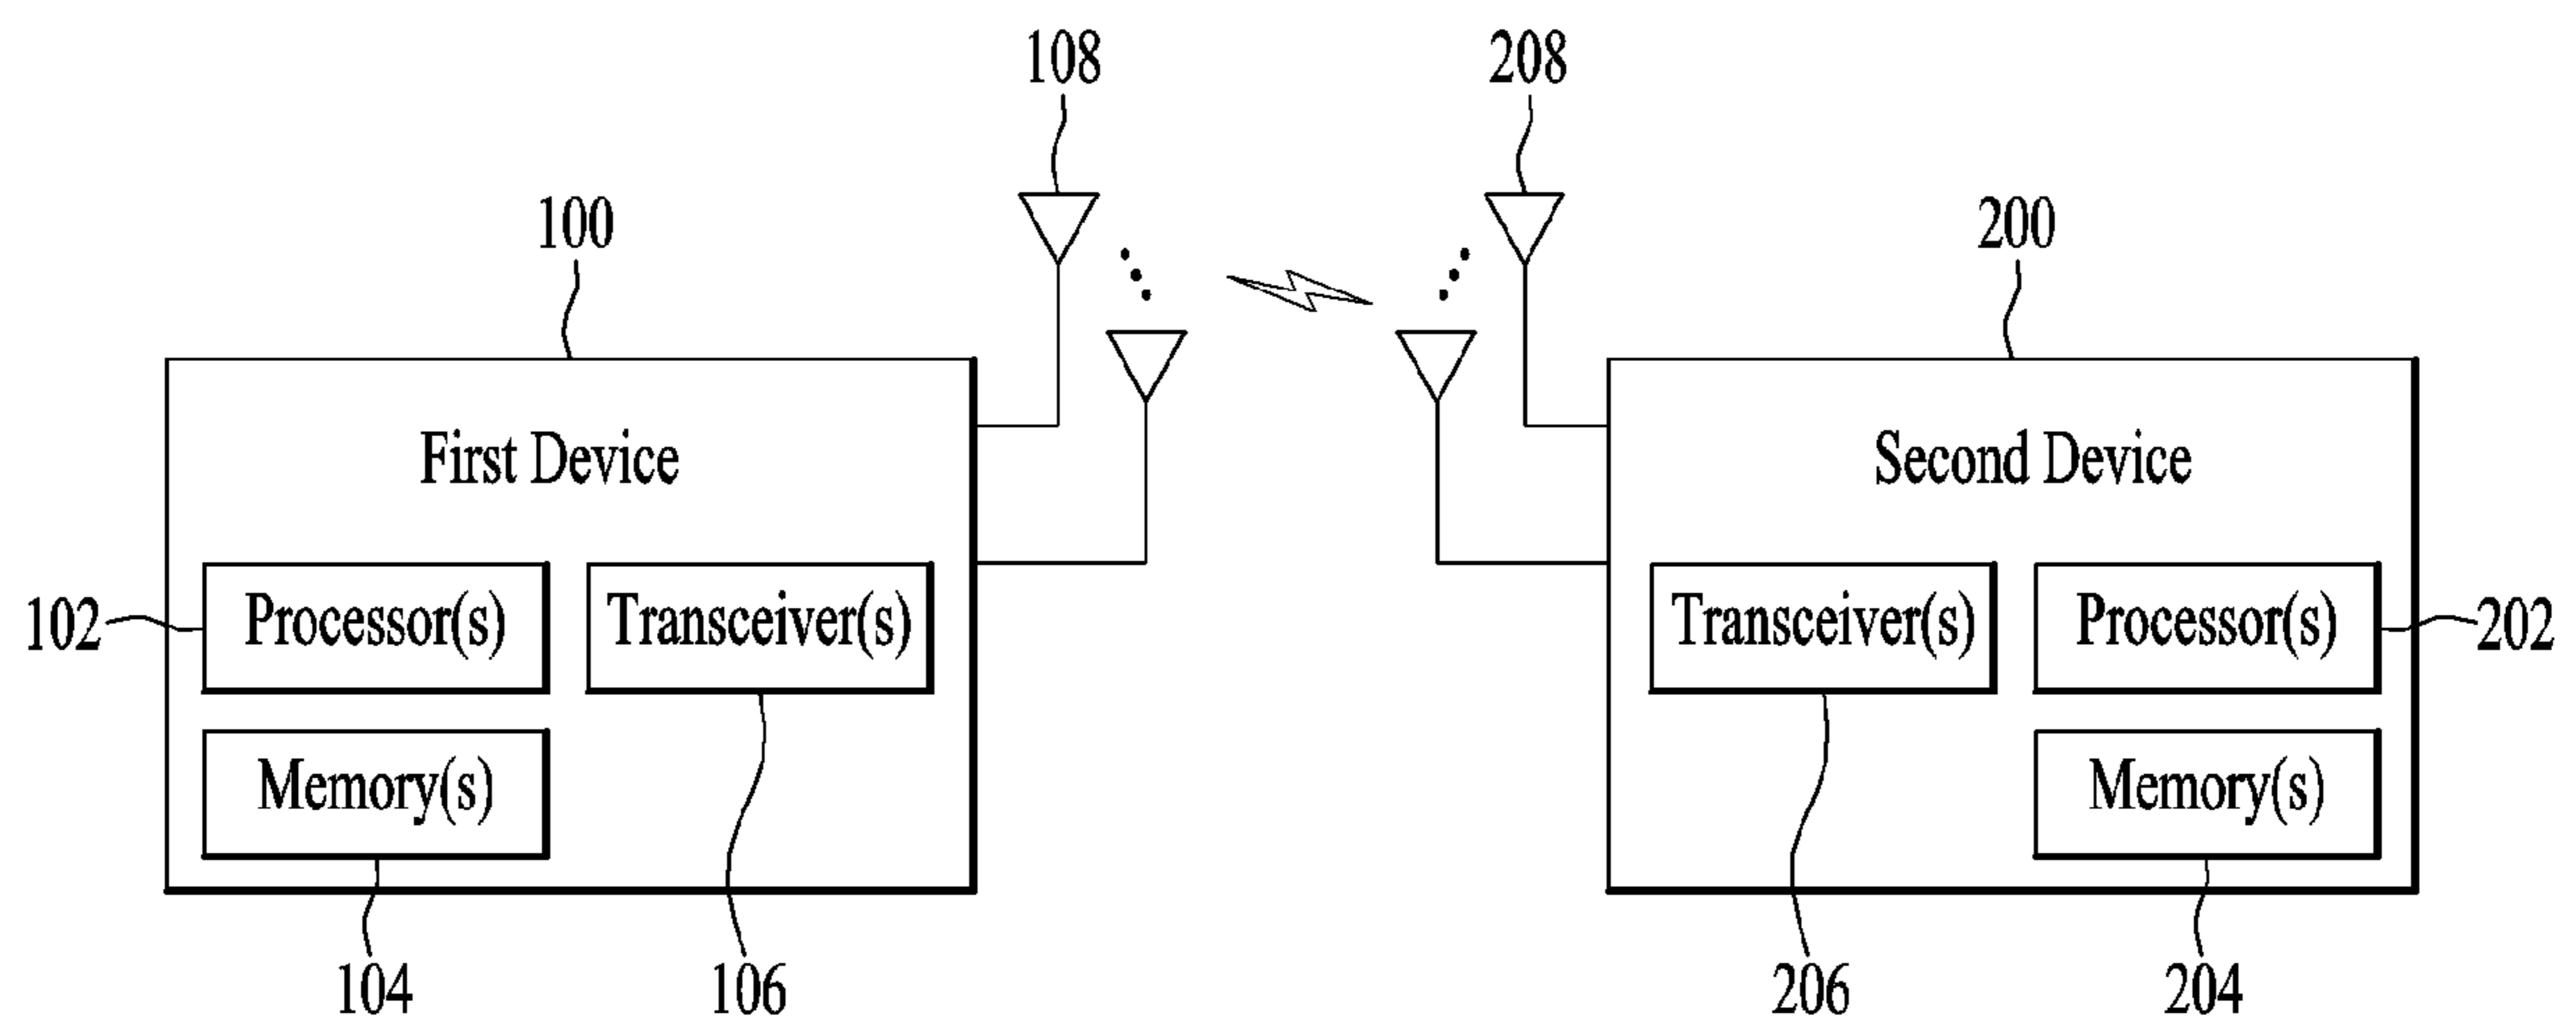 108 208
100 200
First Device Second Device
102 Processor(s) Transceiver(s) Transceiver(s) Processor(s) 202
Memory(s) Memory(s)
104 106 206 204